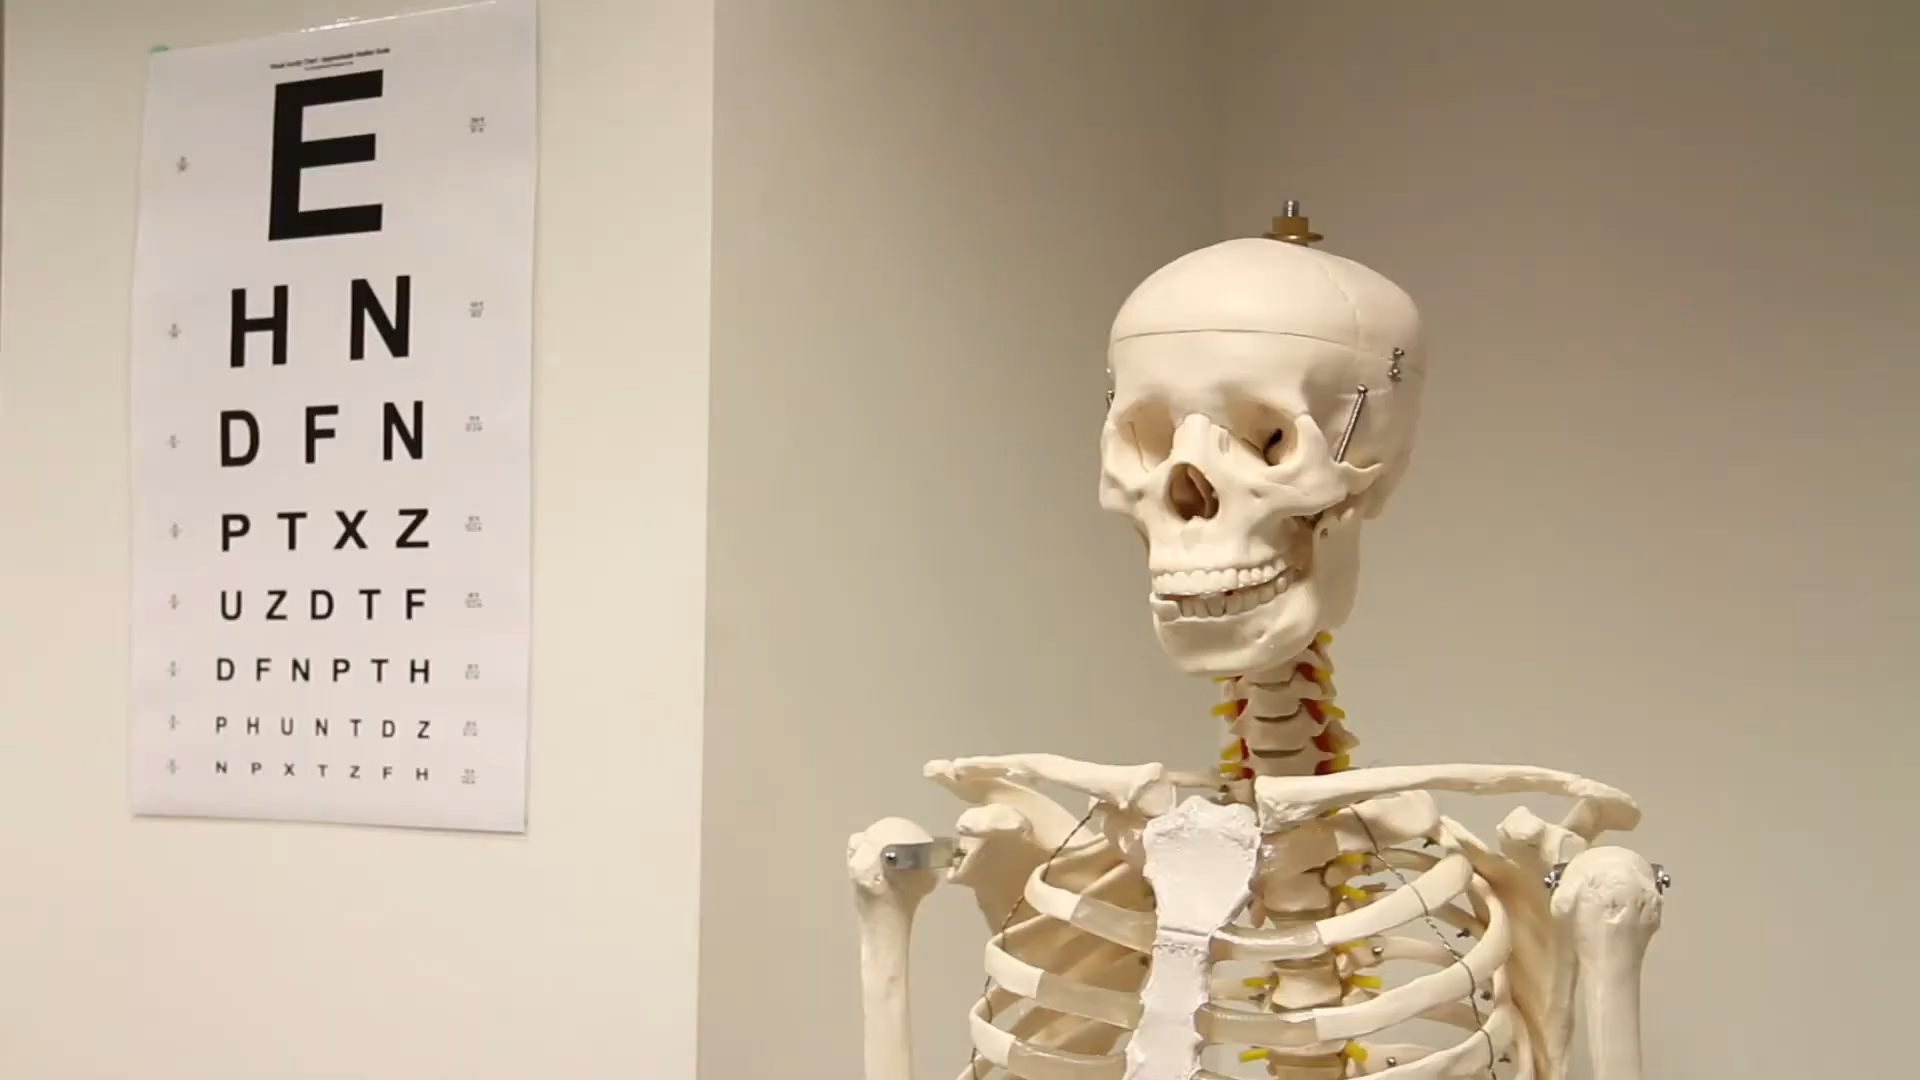 E
H N
D F N
P T X Z
U Z D T F
D F N P T H
P H U N T D Z
N P X T Z F H